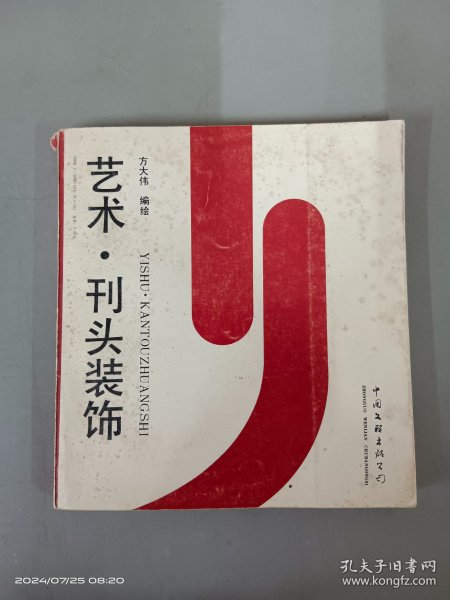 艺术·刊头装饰
方大伟 编绘
YISHU·KANTOUZHUANGSHI
中国文联出版公司
ZHONGGUO WENLIAN CHUBANGONGSI
2024/07/25 08:20
孔夫子旧书网
www.kongfz.com